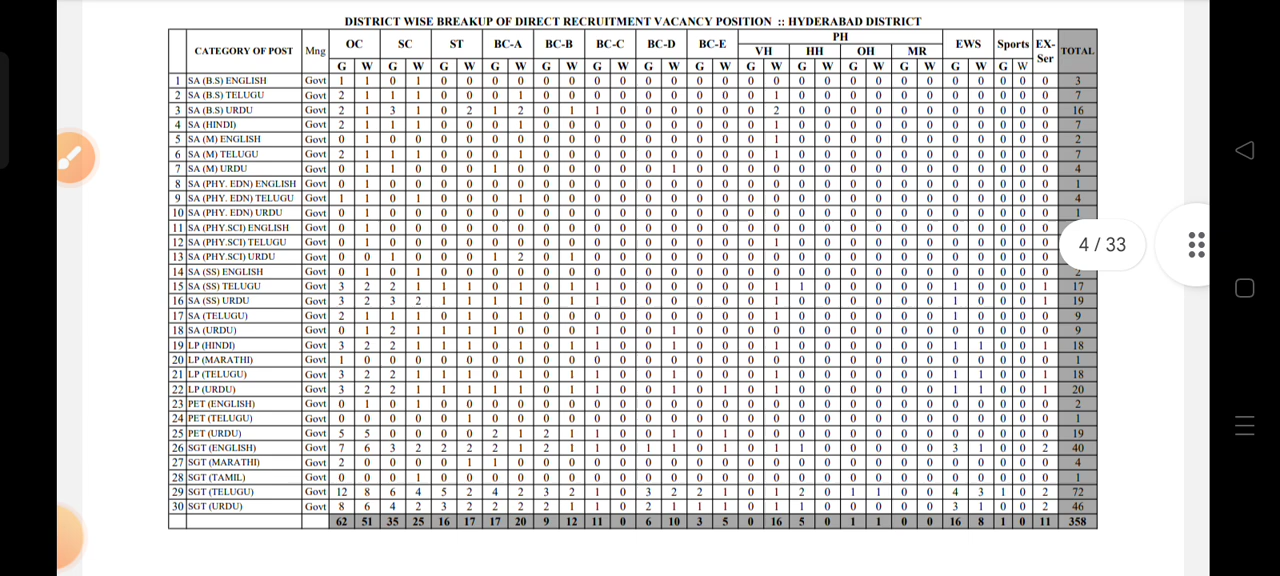 DISTRICT WISE BREAKUP OF DIRECT RECRUITMENT VACANCY POSITION :: HYDERABAD DISTRICT
CATEGORY OF POST Mng OC SC ST BC-A BC-B BC-C BC-D BC-E PH EWS Sports EX-Ser TOTAL
VH HH OH MR
G W G W G W G W G W G W G W G W G W G W G W G W G W G W
1 SA (B.S) ENGLISH Govt 1 1 0 1 0 0 0 0 0 0 0 0 0 0 0 0 0 0 0 0 0 0 0 0 0 0 0 0 0 3
2 SA (B.S) TELUGU Govt 2 1 1 1 0 0 0 1 0 0 0 0 0 0 0 0 0 1 0 0 0 0 0 0 0 0 0 0 0 7
3 SA (B.S) URDU Govt 2 1 3 1 0 2 1 2 0 1 1 0 0 0 0 0 0 2 0 0 0 0 0 0 0 0 0 0 0 16
4 SA (HINDI) Govt 2 1 1 1 0 0 0 1 0 0 0 0 0 0 0 0 0 1 0 0 0 0 0 0 0 0 0 0 0 7
5 SA (M) ENGLISH Govt 0 1 0 0 0 0 0 0 0 0 0 0 0 0 0 0 0 1 0 0 0 0 0 0 0 0 0 0 0 2
6 SA (M) TELUGU Govt 2 1 1 1 0 0 0 1 0 0 0 0 0 0 0 0 0 1 0 0 0 0 0 0 0 0 0 0 0 7
7 SA (M) URDU Govt 0 1 1 0 0 0 1 0 0 0 0 0 0 1 0 0 0 0 0 0 0 0 0 0 0 0 0 0 0 4
8 SA (PHY. EDN) ENGLISH Govt 0 1 0 0 0 0 0 0 0 0 0 0 0 0 0 0 0 0 0 0 0 0 0 0 0 0 0 0 0 1
9 SA (PHY. EDN) TELUGU Govt 1 1 0 1 0 0 0 1 0 0 0 0 0 0 0 0 0 0 0 0 0 0 0 0 0 0 0 0 0 4
10 SA (PHY. EDN) URDU Govt 0 1 0 0 0 0 0 0 0 0 0 0 0 0 0 0 0 0 0 0 0 0 0 0 0 0 0 0 0 1
11 SA (PHY.SCI) ENGLISH Govt 0 1 0 0 0 0 0 0 0 0 0 0 0 0 0 0 0 0 0 0 0 0 0 0 0 0 0 0 0
12 SA (PHY.SCI) TELUGU Govt 0 1 0 0 0 0 0 0 0 0 0 0 0 0 0 0 0 1 0 0 0 0 0 0 0 0 0 0 0
4 / 33
13 SA (PHY.SCI) URDU Govt 0 0 1 0 0 0 1 2 0 1 0 0 0 0 0 0 0 0 0 0 0 0 0 0 0 0 0 0 0
14 SA (SS) ENGLISH Govt 0 1 0 1 0 0 0 0 0 0 0 0 0 0 0 0 0 0 0 0 0 0 0 0 0 0 0 0 0 2
15 SA (SS) TELUGU Govt 3 2 2 1 1 1 0 1 0 1 1 0 0 0 0 0 0 1 1 0 0 0 0 0 1 0 0 0 1 17
16 SA (SS) URDU Govt 3 2 3 2 1 1 1 1 0 1 1 0 0 0 0 0 0 1 0 0 0 0 0 0 1 0 0 0 1 19
17 SA (TELUGU) Govt 2 1 1 1 0 1 0 1 0 0 0 0 0 0 0 0 0 1 0 0 0 0 0 0 1 0 0 0 0 9
18 SA (URDU) Govt 0 1 2 1 1 1 1 0 0 0 1 0 0 1 0 0 0 0 0 0 0 0 0 0 0 0 0 0 0 9
19 LP (HINDI) Govt 3 2 2 1 1 1 0 1 0 1 1 0 0 1 0 0 0 1 0 0 0 0 0 0 1 1 0 0 1 18
20 LP (MARATHI) Govt 1 0 0 0 0 0 0 0 0 0 0 0 0 0 0 0 0 0 0 0 0 0 0 0 0 0 0 0 0 1
21 LP (TELUGU) Govt 3 2 2 1 1 1 0 1 0 1 1 0 0 1 0 0 0 1 0 0 0 0 0 0 1 1 0 0 1 18
22 LP (URDU) Govt 3 2 2 1 1 1 1 1 0 1 1 0 0 1 0 1 0 1 0 0 0 0 0 0 1 1 0 0 1 20
23 PET (ENGLISH) Govt 0 1 0 1 0 0 0 0 0 0 0 0 0 0 0 0 0 0 0 0 0 0 0 0 0 0 0 0 0 2
24 PET (TELUGU) Govt 0 0 0 0 0 1 0 0 0 0 0 0 0 0 0 0 0 0 0 0 0 0 0 0 0 0 0 0 0 1
25 PET (URDU) Govt 5 5 0 0 0 0 2 1 2 1 1 0 0 1 0 1 0 0 0 0 0 0 0 0 0 0 0 0 0 19
26 SGT (ENGLISH) Govt 7 6 3 2 2 2 2 1 2 1 1 0 1 1 0 1 0 1 1 0 0 0 0 0 3 1 0 0 2 40
27 SGT (MARATHI) Govt 2 0 0 0 0 1 1 0 0 0 0 0 0 0 0 0 0 0 0 0 0 0 0 0 0 0 0 0 0 4
28 SGT (TAMIL) Govt 0 0 0 1 0 0 0 0 0 0 0 0 0 0 0 0 0 0 0 0 0 0 0 0 0 0 0 0 0 1
29 SGT (TELUGU) Govt 12 8 6 4 5 2 4 2 3 2 1 0 3 2 2 1 0 1 2 0 1 1 0 0 4 3 1 0 2 72
30 SGT (URDU) Govt 8 6 4 2 3 2 2 2 2 1 1 0 2 1 1 1 0 1 1 0 0 0 0 0 3 1 0 0 2 46
62 51 35 25 16 17 17 20 9 12 11 0 6 10 3 5 0 16 5 0 1 1 0 0 16 8 1 0 11 358